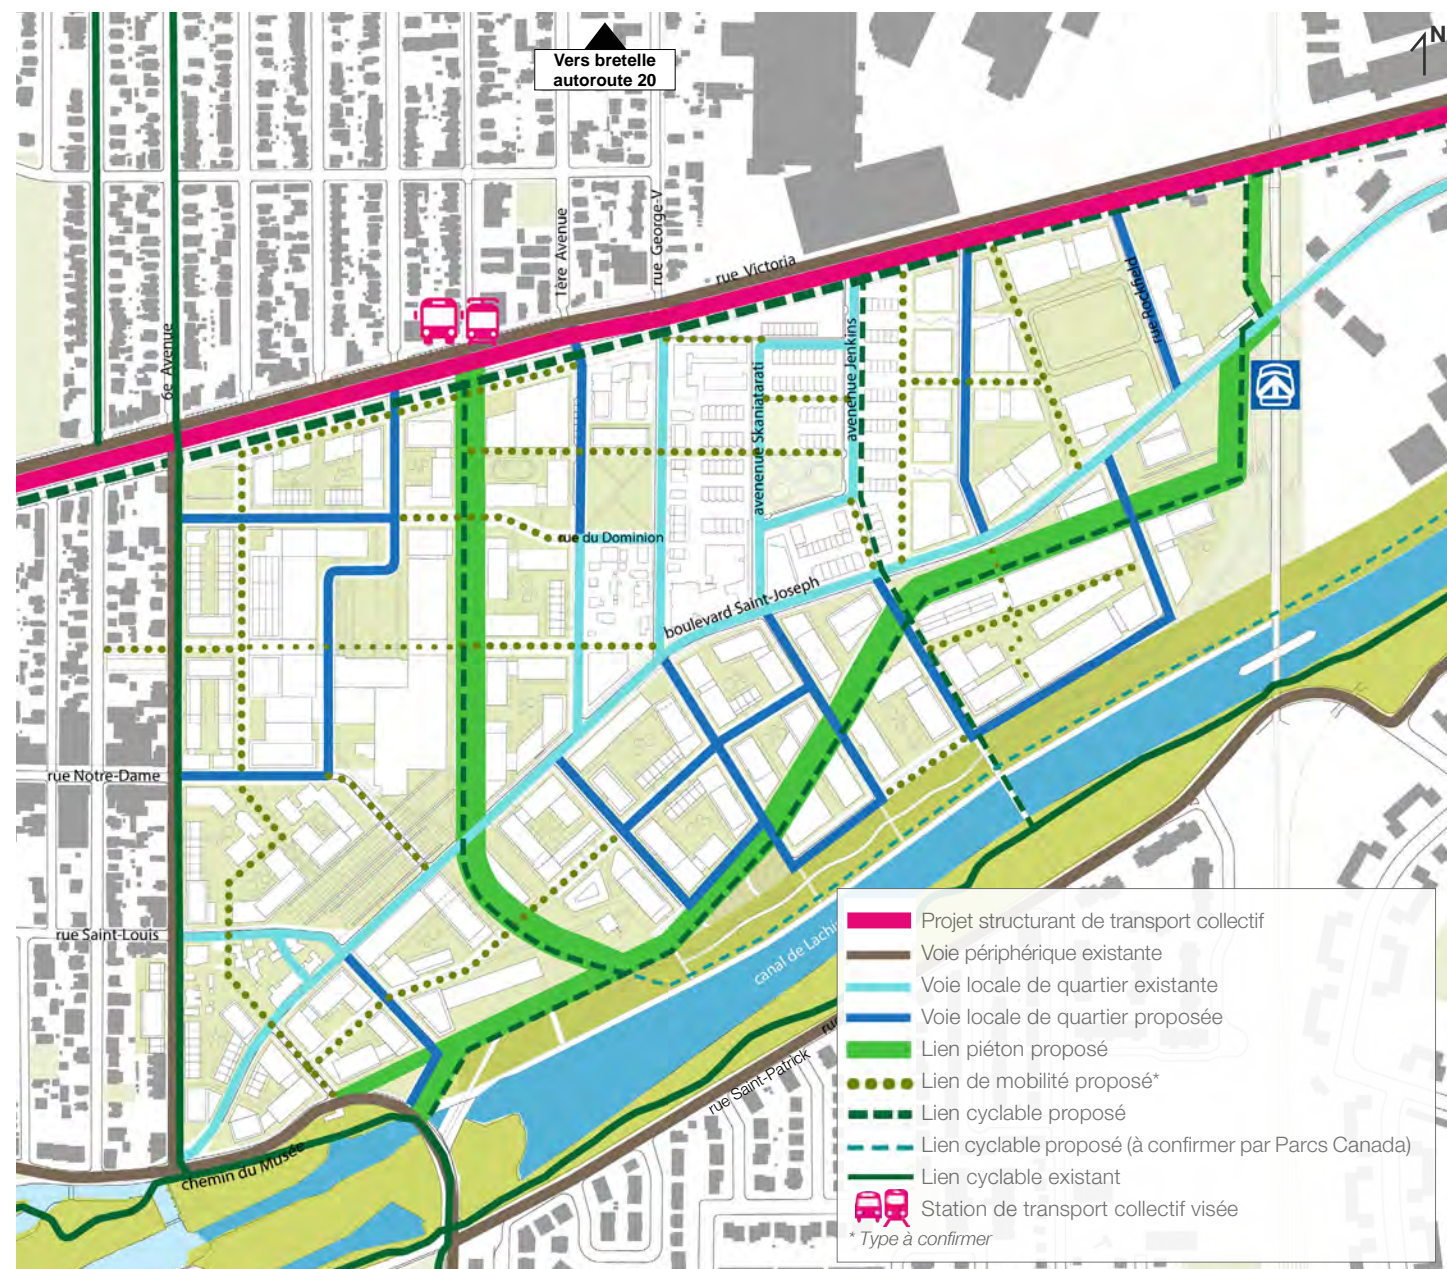 Vers bretelle
autoroute 20
N
1ère Avenue
rue George-V
rue Victoria
6e Avenue
rue Rockfield
avenenue Jenkins
avenenue Skaniatarati
rue du Dominion
boulevard Saint-Joseph
rue Notre-Dame
rue Saint-Louis
canal de Lachi
rue Saint-Patrick
chemin du Musée
Projet structurant de transport collectif
Voie périphérique existante
Voie locale de quartier existante
Voie locale de quartier proposée
Lien piéton proposé
Lien de mobilité proposé*
Lien cyclable proposé
Lien cyclable proposé (à confirmer par Parcs Canada)
Lien cyclable existant
Station de transport collectif visée
* Type à confirmer